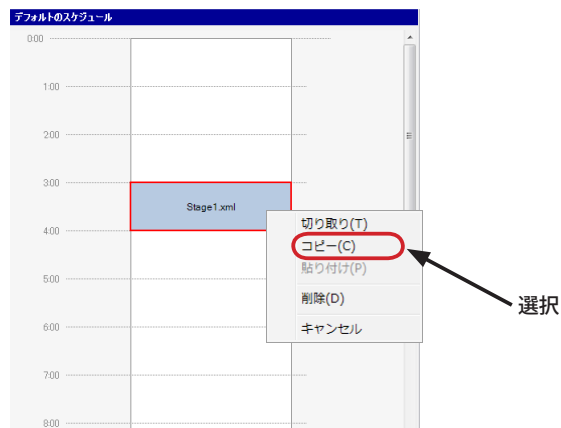 デフォルトのスケジュール
0:00
1:00
2:00
3:00
Stage1.xml
4:00
切り取り(T)
コピー(C)
貼り付け(P)
削除(D)
キャンセル
選択
5:00
6:00
7:00
8:00